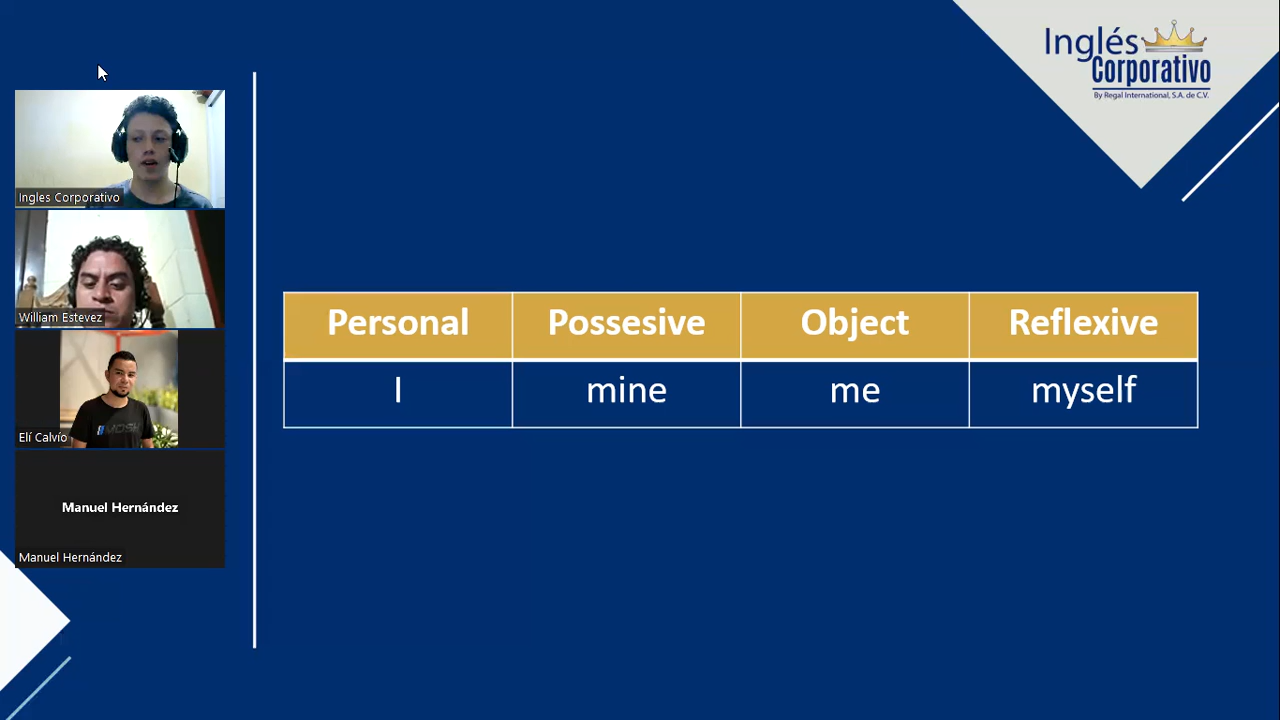 Inglés
Corporativo
By Regal International, S.A. de C.V.
Ingles Corporativo
William Estevez
Elí Calvío
Manuel Hernández
Manuel Hernández
Personal Possesive Object Reflexive
I mine me myself